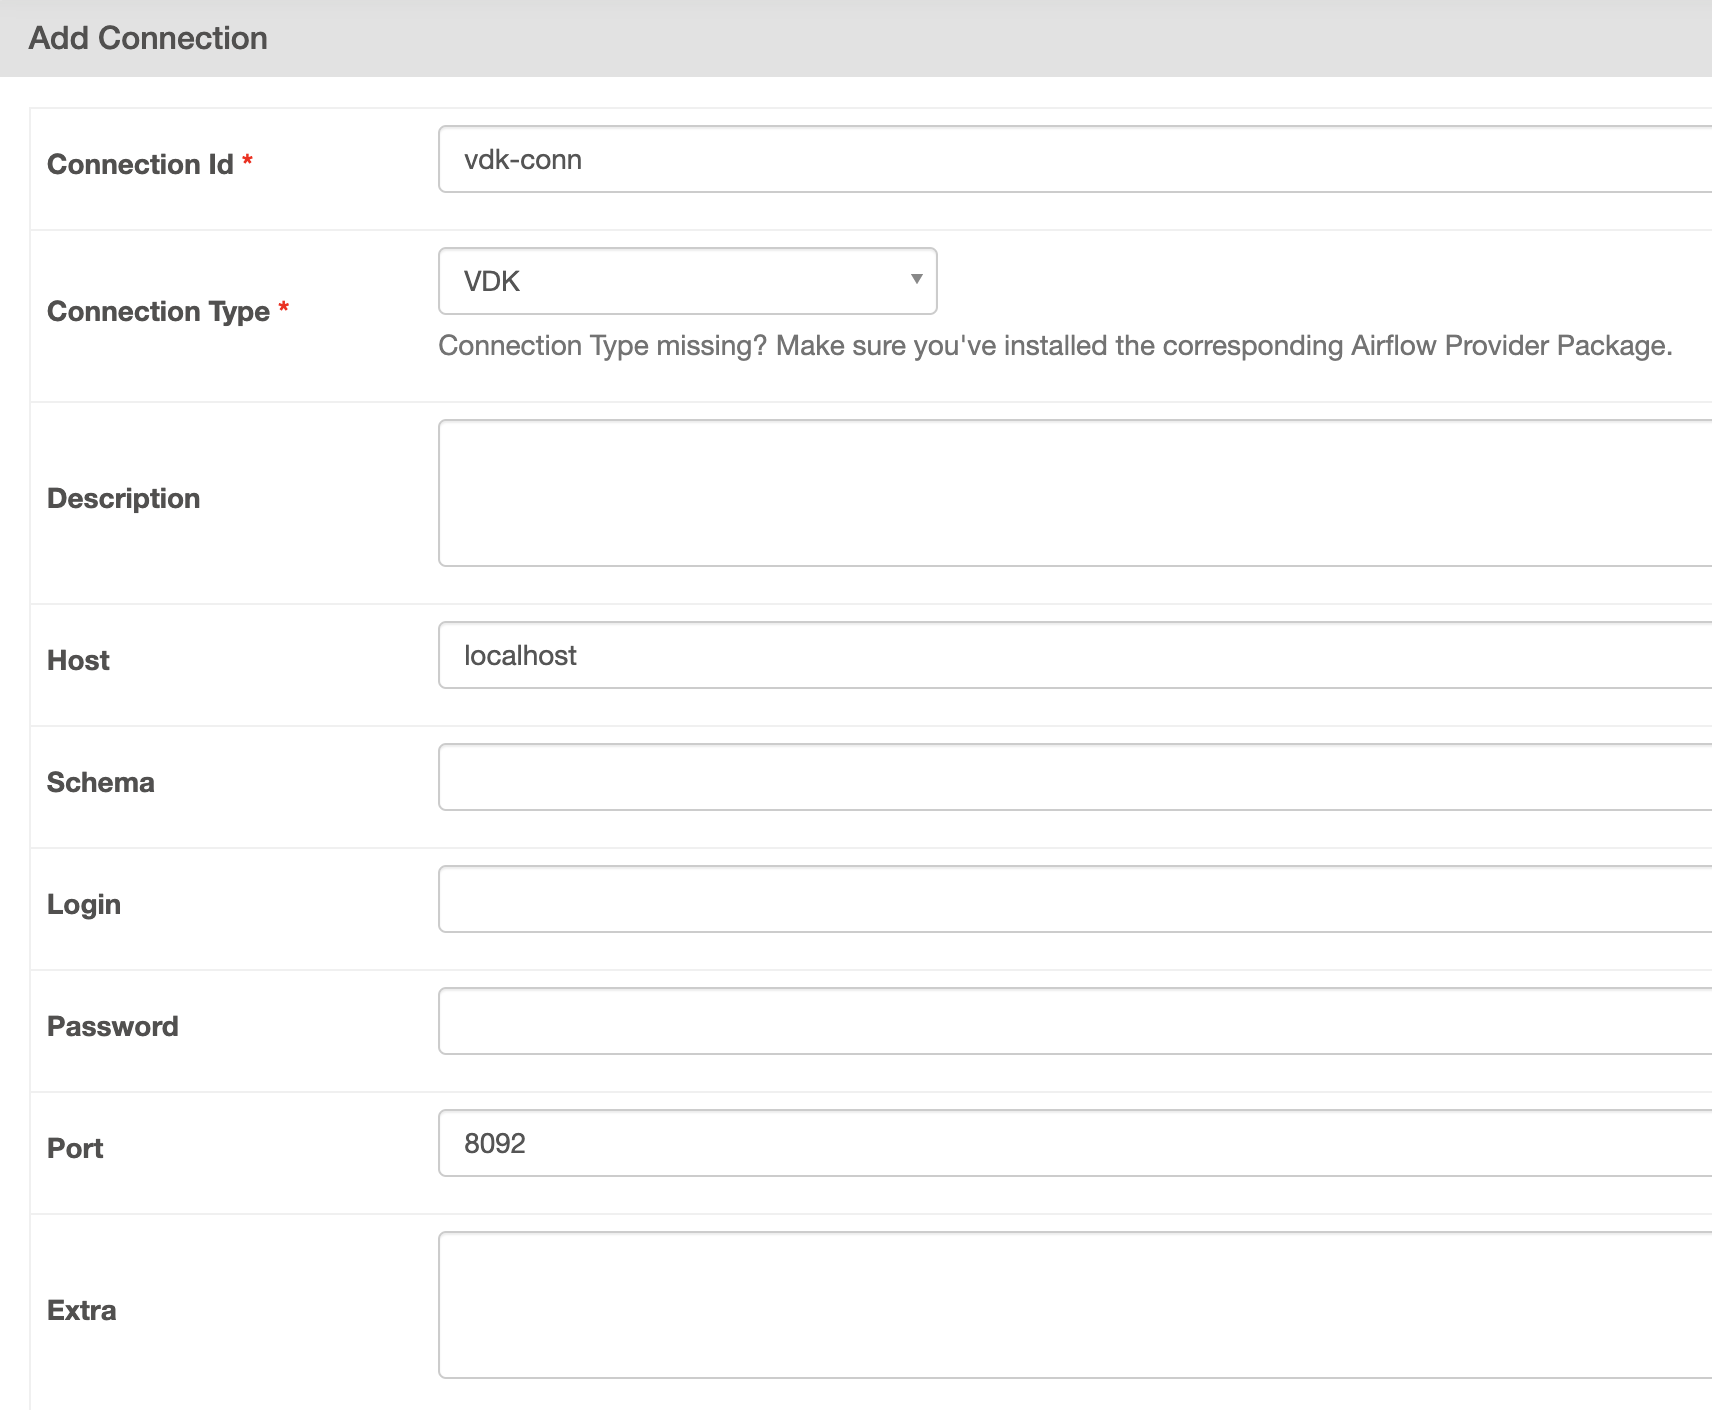 Add Connection
Connection Id *
vdk-conn
Connection Type *
VDK
Connection Type missing? Make sure you've installed the corresponding Airflow Provider Package.
Description
Host
localhost
Schema
Login
Password
Port
8092
Extra